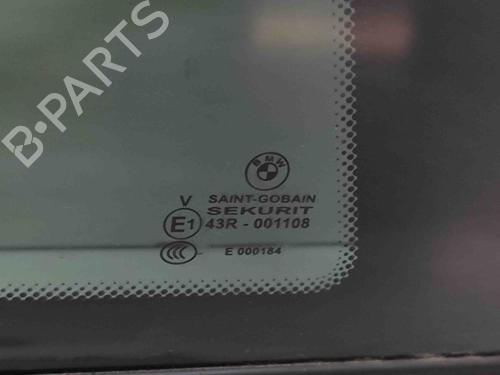 B-PARTS
BMW
V SAINT-GOBAIN
SEKURIT
E1 43R - 001108
CCC E 000184